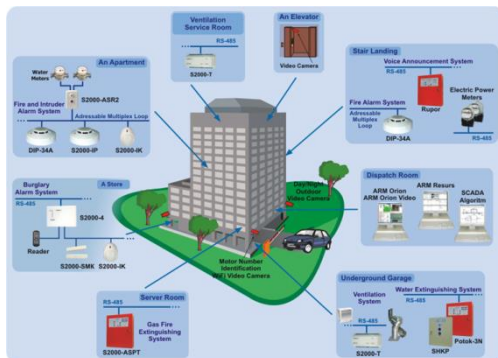 Ventilation
Service Room
RS-485
S2000-T
An Elevator
Video Camera
An Apartment
Water
Meters
RS-485
S2000-ASR2
Fire and Intruder
Alarm System
Adressable Multiplex Loop
DIP-34A
S2000-IP
S2000-IK
Stair Landing
Voice Announcement System
RS-485
Rupor
Electric Power
Meters
Fire Alarm System
Adressable
Multiplex Loop
DIP-34A
RS-485
Burglary
Alarm System
A Store
RS-485
S2000-4
Reader
S2000-SMK
S2000-IK
Day/Night
Outdoor
Video Camera
Dispatch Room
ARM Orion
ARM Orion Video
ARM Resurs
SCADA
Algoritm
Motor Number
Identification
Video Camera
Server Room
RS-485
Gas Fire
Extinguishing
System
S2000-ASPT
Underground Garage
Water Extinguishing System
Ventilation
System
RS-485
RS-485
S2000-T
SHKP
Potok-3N